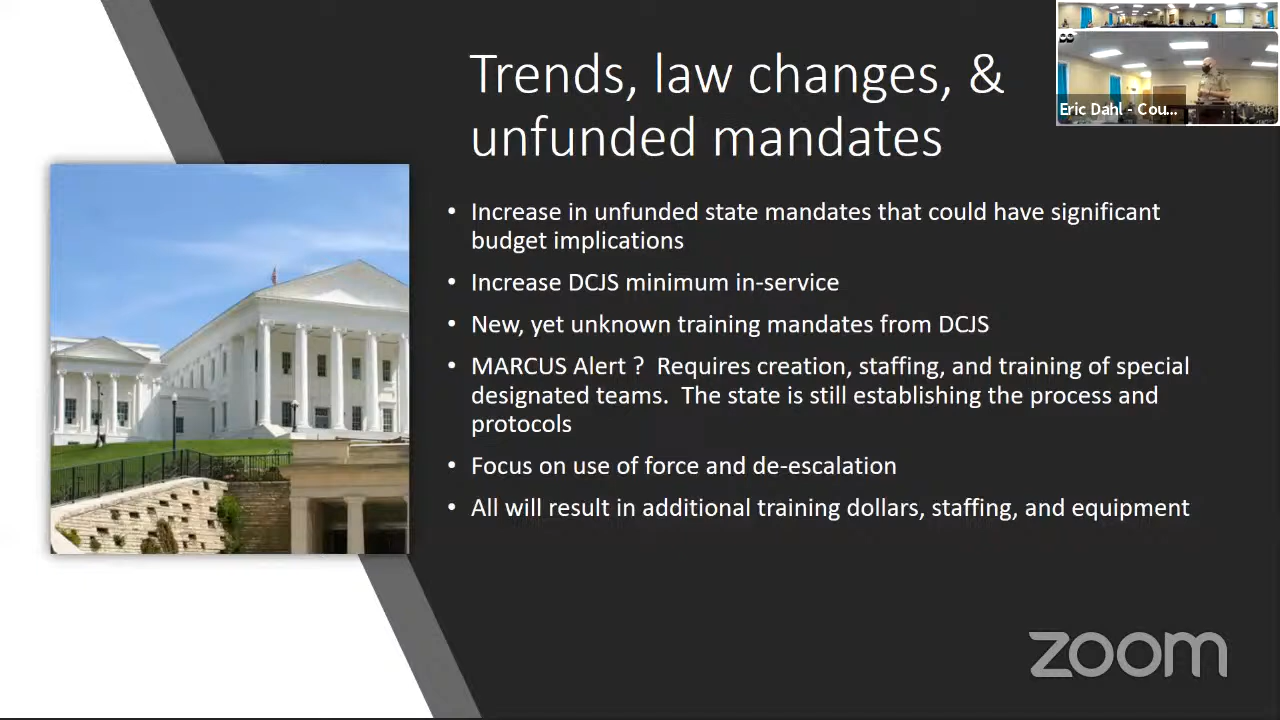 Trends, law changes, &
unfunded mandates
Eric Dahl - Cou...
• Increase in unfunded state mandates that could have significant
budget implications
• Increase DCJS minimum in-service
• New, yet unknown training mandates from DCJS
• MARCUS Alert ?  Requires creation, staffing, and training of special
designated teams.  The state is still establishing the process and
protocols
• Focus on use of force and de-escalation
• All will result in additional training dollars, staffing, and equipment
zoom